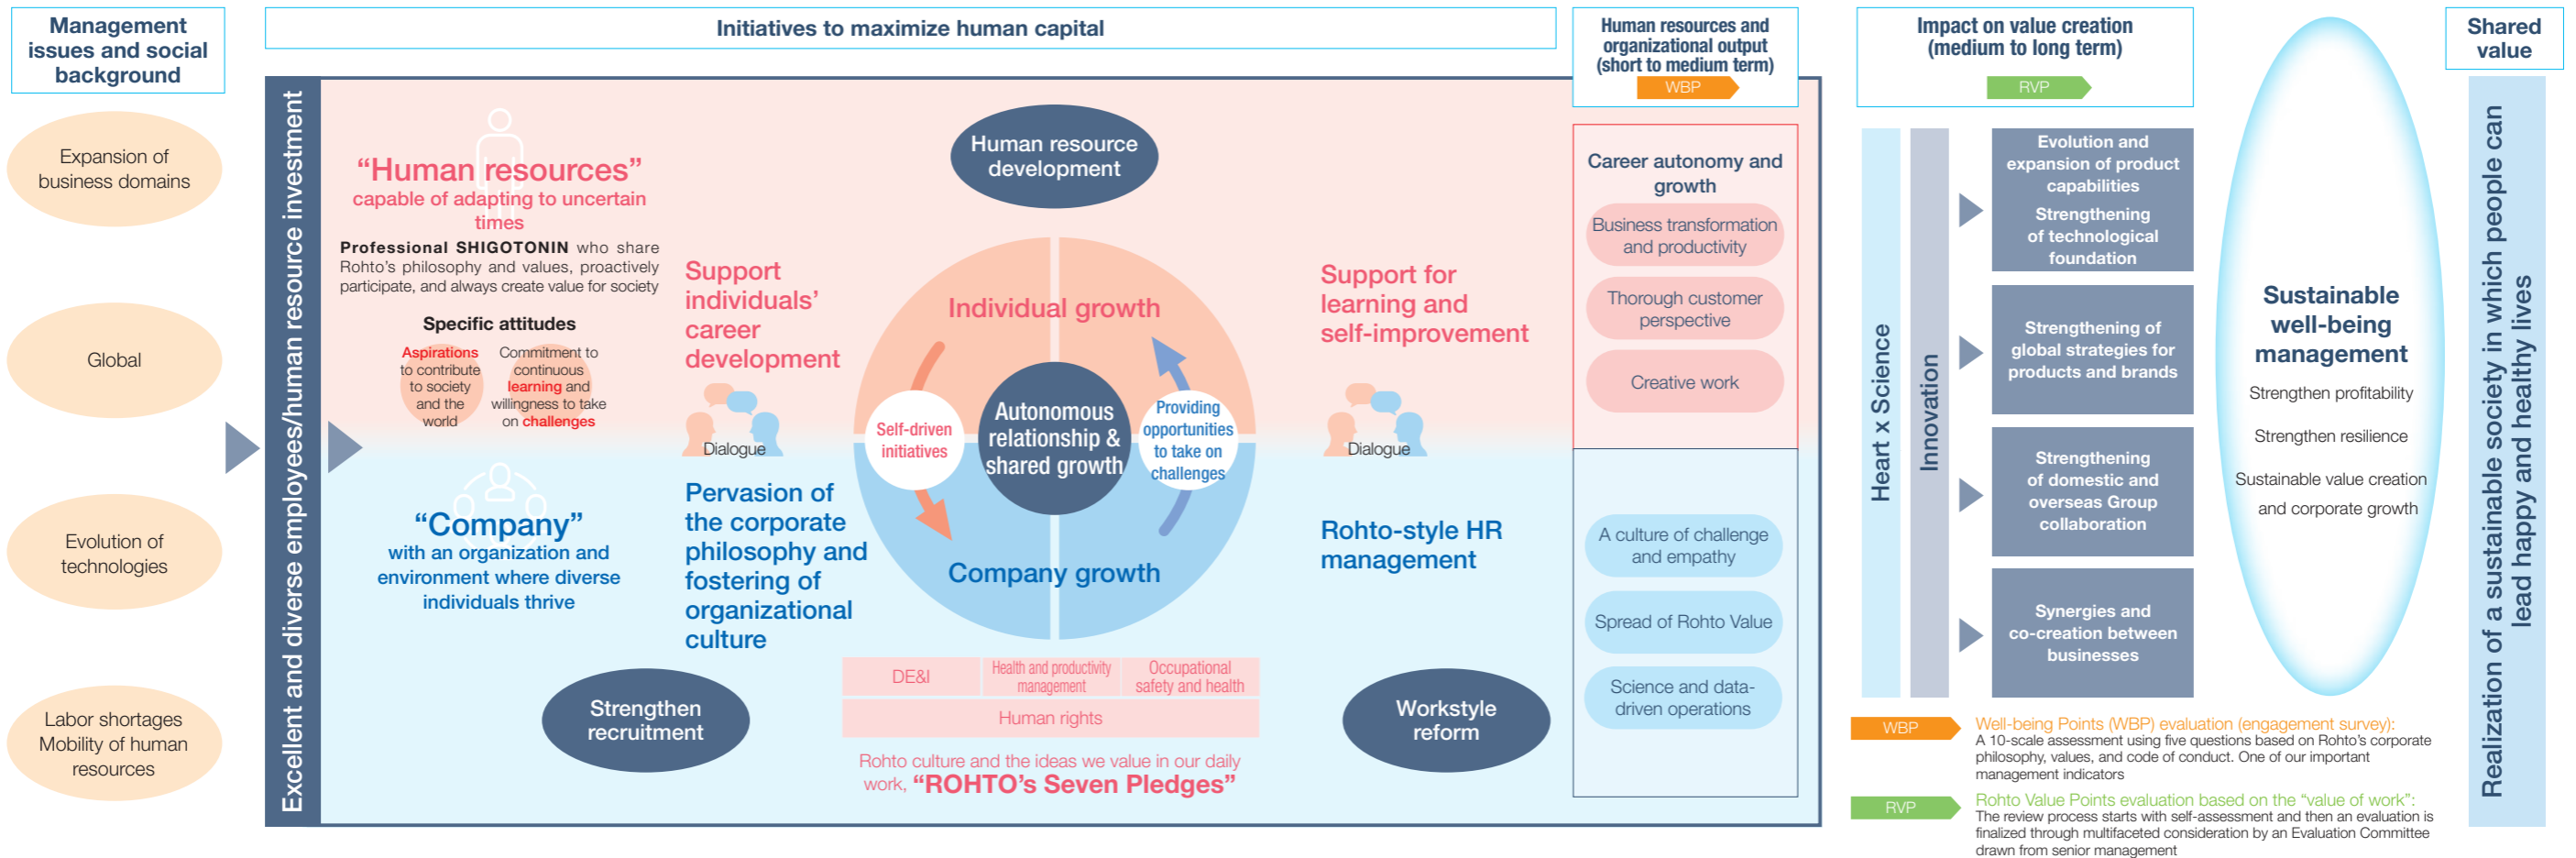 Management
issues and social
background
Expansion of
business domains
Global
Evolution of
technologies
Labor shortages
Mobility of human
resources
Initiatives to maximize human capital
Excellent and diverse employees/human resource investment
“Human resources”
capable of adapting to uncertain
times
Professional SHIGOTONIN who share
Rohto’s philosophy and values, proactively
participate, and always create value for society
Specific attitudes
Aspirations
to contribute
to society
and the
world
Commitment to
continuous
learning and
willingness to take
on challenges
“Company”
with an organization and
environment where diverse
individuals thrive
Human resource
development
Support
individuals’
career
development
Dialogue
Pervasion of
the corporate
philosophy and
fostering of
organizational
culture
Individual growth
Self-driven
initiatives
Autonomous
relationship &
shared growth
Providing
opportunities
to take on
challenges
Company growth
Support for
learning and
self-improvement
Dialogue
Rohto-style HR
management
Strengthen
recruitment
DE&I
Health and productivity
management
Occupational
safety and health
Human rights
Rohto culture and the ideas we value in our daily
work, “ROHTO’s Seven Pledges”
Workstyle
reform
Human resources and
organizational output
(short to medium term)
WBP
Career autonomy and
growth
Business transformation
and productivity
Thorough customer
perspective
Creative work
A culture of challenge
and empathy
Spread of Rohto Value
Science and data-
driven operations
Impact on value creation
(medium to long term)
RVP
Heart x Science
Innovation
Evolution and
expansion of product
capabilities
Strengthening
of technological
foundation
Strengthening of
global strategies for
products and brands
Strengthening
of domestic and
overseas Group
collaboration
Synergies and
co-creation between
businesses
Sustainable
well-being
management
Strengthen profitability
Strengthen resilience
Sustainable value creation
and corporate growth
Shared
value
Realization of a sustainable society in which people can
lead happy and healthy lives
WBP
Well-being Points (WBP) evaluation (engagement survey):
A 10-scale assessment using five questions based on Rohto’s corporate
philosophy, values, and code of conduct. One of our important
management indicators
RVP
Rohto Value Points evaluation based on the “value of work”:
The review process starts with self-assessment and then an evaluation is
finalized through multifaceted consideration by an Evaluation Committee
drawn from senior management